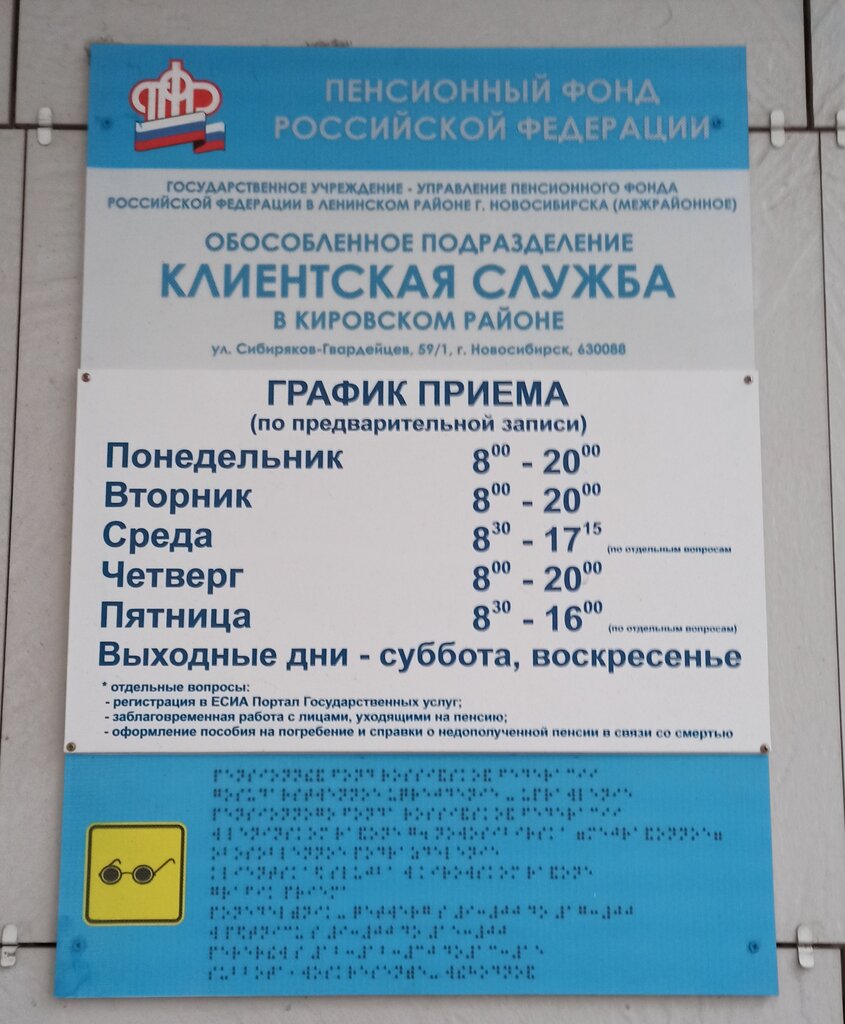 ПФР
ПЕНСИОННЫЙ ФОНД
РОССИЙСКОЙ ФЕДЕРАЦИИ
ГОСУДАРСТВЕННОЕ УЧРЕЖДЕНИЕ - УПРАВЛЕНИЕ ПЕНСИОННОГО ФОНДА
РОССИЙСКОЙ ФЕДЕРАЦИИ В ЛЕНИНСКОМ РАЙОНЕ Г. НОВОСИБИРСКА (МЕЖРАЙОННОЕ)
ОБОСОБЛЕННОЕ ПОДРАЗДЕЛЕНИЕ
КЛИЕНТСКАЯ СЛУЖБА
В КИРОВСКОМ РАЙОНЕ
ул. Сибиряков-Гвардейцев, 59/1, г. Новосибирск, 630088
ГРАФИК ПРИЕМА
(по предварительной записи)
Понедельник 8⁰⁰ - 20⁰⁰
Вторник 8⁰⁰ - 20⁰⁰
Среда 8³⁰ - 17¹⁵ (по отдельным вопросам
Четверг 8⁰⁰ - 20⁰⁰
Пятница 8³⁰ - 16⁰⁰ (по отдельным вопросам)
Выходные дни - суббота, воскресенье
* отдельные вопросы:
- регистрация в ЕСИА Портал Государственных услуг;
- заблаговременная работа с лицами, уходящими на пенсию;
- оформление пособия на погребение и справки о недополученной пенсии в связи со смертью